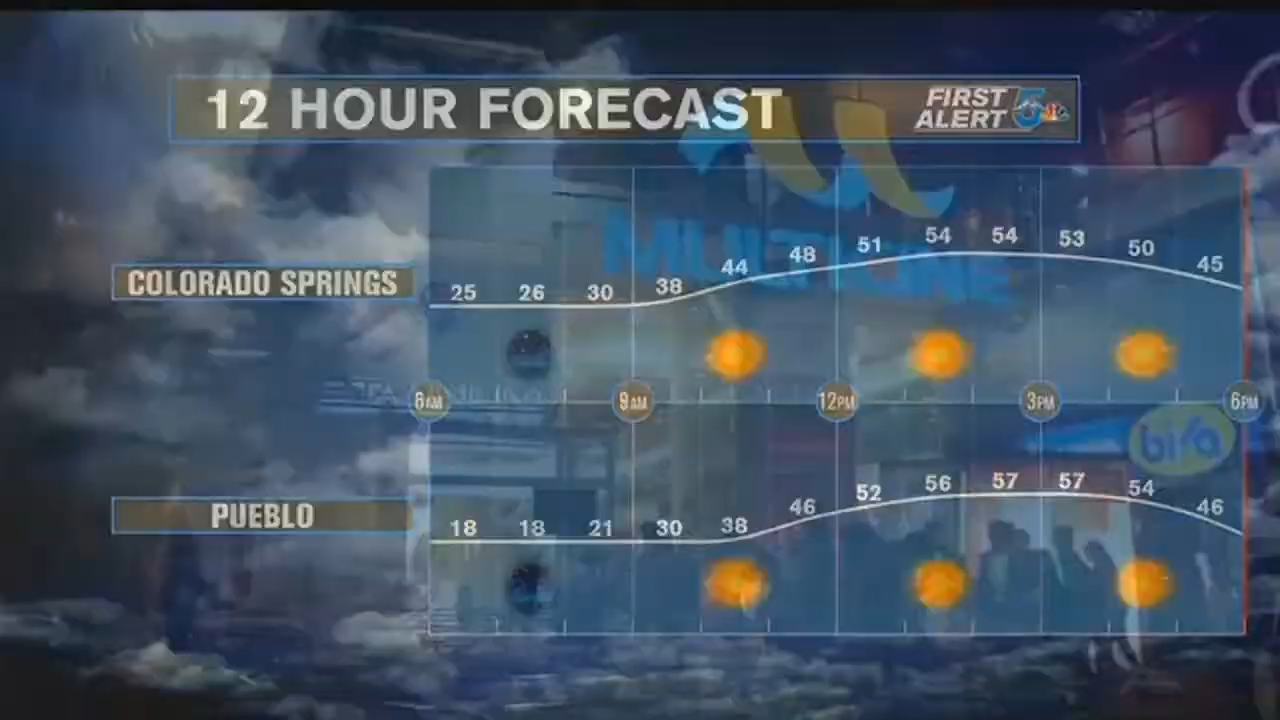 12 HOUR FORECAST
FIRST
ALERT 5
MULTI
COLORADO SPRINGS
25 26 30 38 44 48 51 54 54 53 50 45
6AM 9AM 12PM 3PM 6PM
PUEBLO
18 18 21 30 38 46 52 56 57 57 54 46